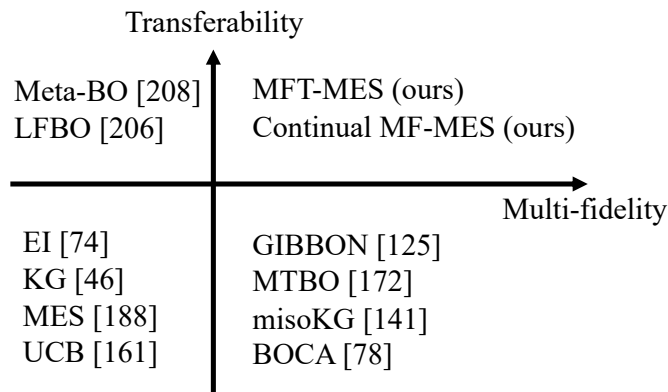 Transferability
Meta-BO [208]
LFBO [206]
MFT-MES (ours)
Continual MF-MES (ours)
Multi-fidelity
EI [74]
KG [46]
MES [188]
UCB [161]
GIBBON [125]
MTBO [172]
misoKG [141]
BOCA [78]